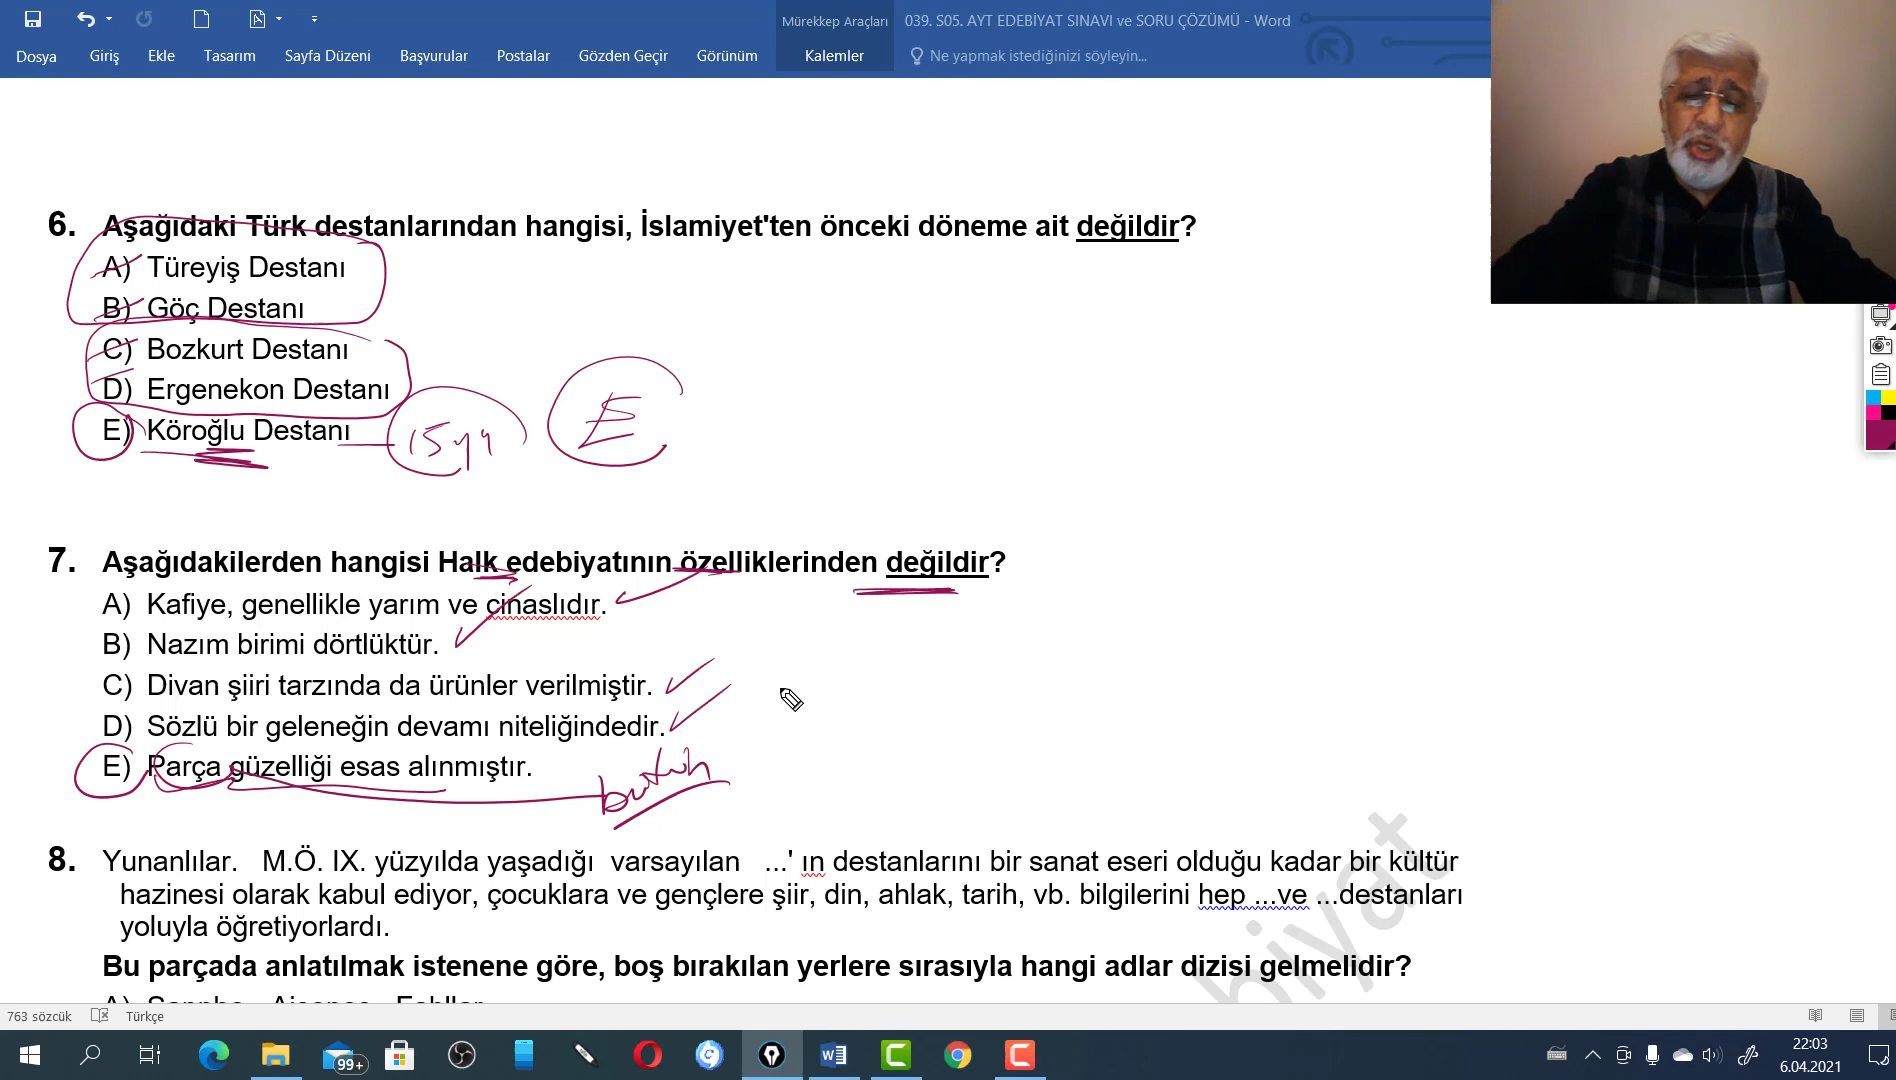 Mürekkep Araçları
039. S05. AYT EDEBİYAT SINAVI ve SORU ÇÖZÜMÜ - Word
Dosya Giriş Ekle Tasarım Sayfa Düzeni Başvurular Postalar Gözden Geçir Görünüm Kalemler Ne yapmak istediğinizi söyleyin...
6. Aşağıdaki Türk destanlarından hangisi, İslamiyet'ten önceki döneme ait değildir?
A) Türeyiş Destanı
B) Göç Destanı
C) Bozkurt Destanı
D) Ergenekon Destanı
E) Köroğlu Destanı
15yy
E
7. Aşağıdakilerden hangisi Halk edebiyatının özelliklerinden değildir?
A) Kafiye, genellikle yarım ve cinaslıdır.
B) Nazım birimi dörtlüktür.
C) Divan şiiri tarzında da ürünler verilmiştir.
D) Sözlü bir geleneğin devamı niteliğindedir.
E) Parça güzelliği esas alınmıştır.
bütün
8. Yunanlılar. M.Ö. IX. yüzyılda yaşadığı varsayılan ...' ın destanlarını bir sanat eseri olduğu kadar bir kültür
hazinesi olarak kabul ediyor, çocuklara ve gençlere şiir, din, ahlak, tarih, vb. bilgilerini hep ...ve ...destanları
yoluyla öğretiyorlardı.
Bu parçada anlatılmak istenene göre, boş bırakılan yerlere sırasıyla hangi adlar dizisi gelmelidir?
763 sözcük Türkçe
99+
22:03
6.04.2021